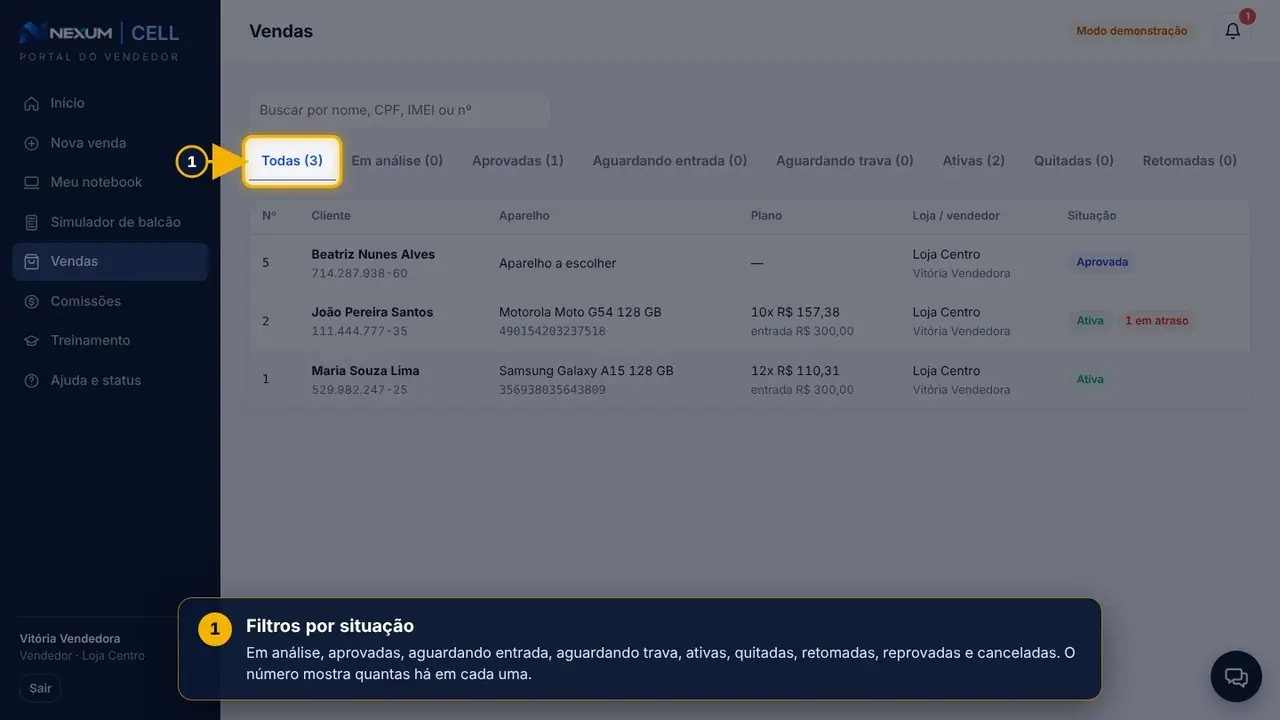 NEXUM | CELL
PORTAL DO VENDEDOR
Início
Nova venda
Meu notebook
Simulador de balcão
Vendas
Comissões
Treinamento
Ajuda e status
Vitória Vendedora
Vendedor · Loja Centro
Sair
Vendas
Modo demonstração
1
Buscar por nome, CPF, IMEI ou nº
1
Todas (3) Em análise (0) Aprovadas (1) Aguardando entrada (0) Aguardando trava (0) Ativas (2) Quitadas (0) Retomadas (0)
Nº Cliente Aparelho Plano Loja / vendedor Situação
5 Beatriz Nunes Alves Aparelho a escolher — Loja Centro Aprovada
714.287.938-60 Vitória Vendedora
2 João Pereira Santos Motorola Moto G54 128 GB 10x R$ 157,38 Loja Centro Ativa 1 em atraso
111.444.777-35 490154203237518 entrada R$ 300,00 Vitória Vendedora
1 Maria Souza Lima Samsung Galaxy A15 128 GB 12x R$ 110,31 Loja Centro Ativa
529.982.247-25 356938035643809 entrada R$ 300,00 Vitória Vendedora
1 Filtros por situação
Em análise, aprovadas, aguardando entrada, aguardando trava, ativas, quitadas, retomadas, reprovadas e canceladas. O
número mostra quantas há em cada uma.